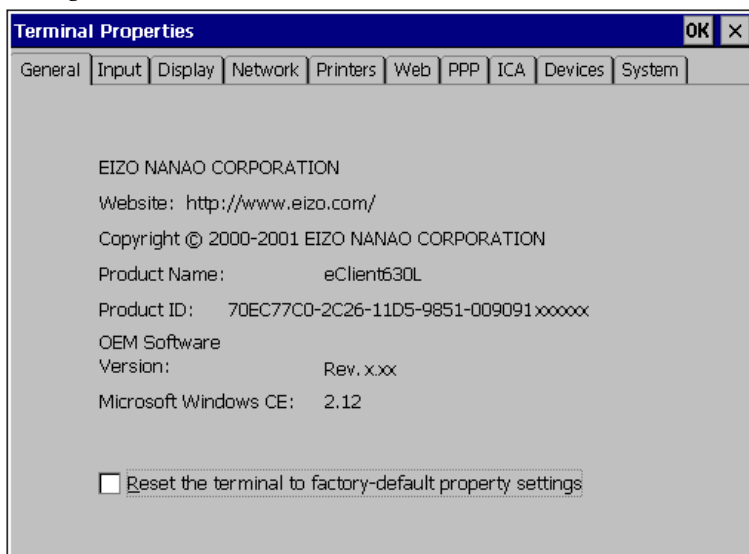 Terminal Properties OK ×
General Input Display Network Printers Web PPP ICA Devices System
EIZO NANAO CORPORATION
Website: http://www.eizo.com/
Copyright © 2000-2001 EIZO NANAO CORPORATION
Product Name: eClient630L
Product ID: 70EC77C0-2C26-11D5-9851-009091xxxxxx
OEM Software
Version: Rev. x.xx
Microsoft Windows CE: 2.12
Reset the terminal to factory-default property settings